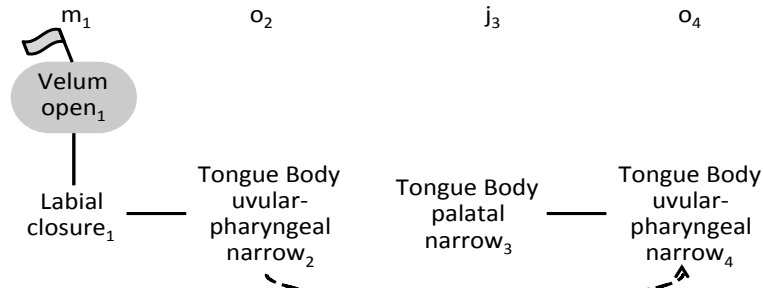 m₁ o₂ j₃ o₄
Velum
open₁
Labial
closure₁
Tongue Body
uvular-
pharyngeal
narrow₂
Tongue Body
palatal
narrow₃
Tongue Body
uvular-
pharyngeal
narrow₄